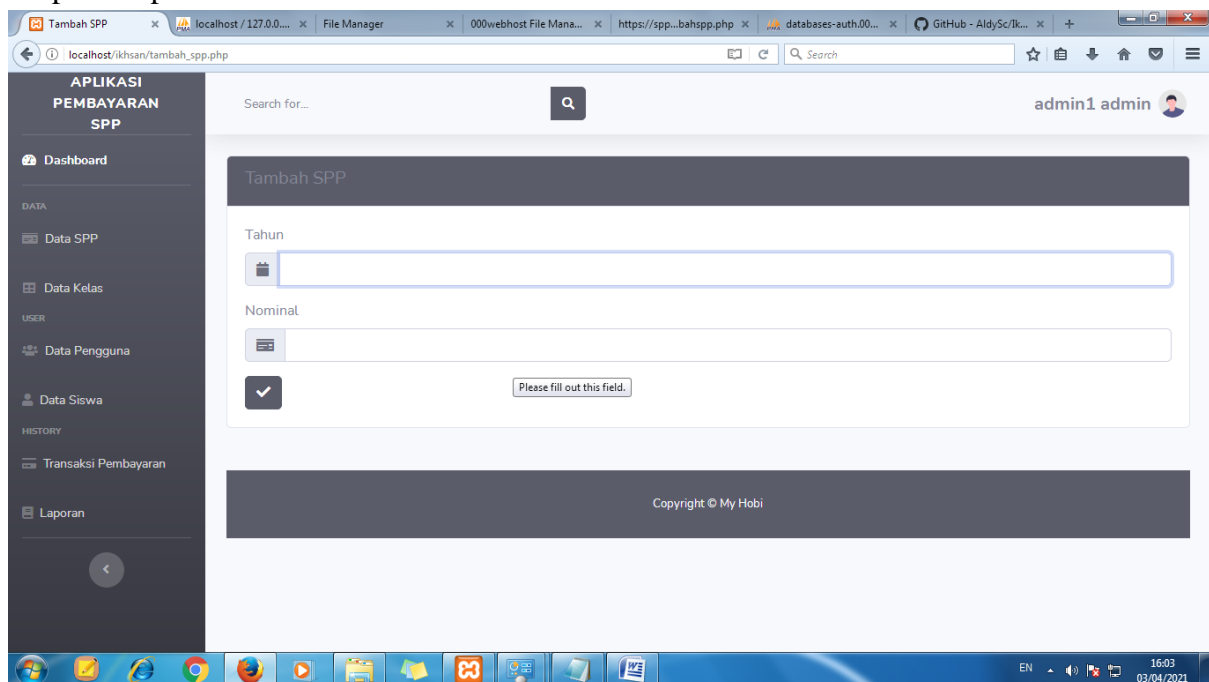 Tambah SPP
localhost / 127.0.0....
File Manager
000webhost File Mana...
https://spp...bahspp.php
databases-auth.00...
GitHub - AldySc/Ik...
localhost/ikhsan/tambah_spp.php
Search
APLIKASI
PEMBAYARAN
SPP
Search for...
admin1 admin
Dashboard
DATA
Data SPP
Data Kelas
USER
Data Pengguna
Data Siswa
HISTORY
Transaksi Pembayaran
Laporan
Tambah SPP
Tahun
Nominal
Please fill out this field.
Copyright © My Hobi
EN
16:03
03/04/2021